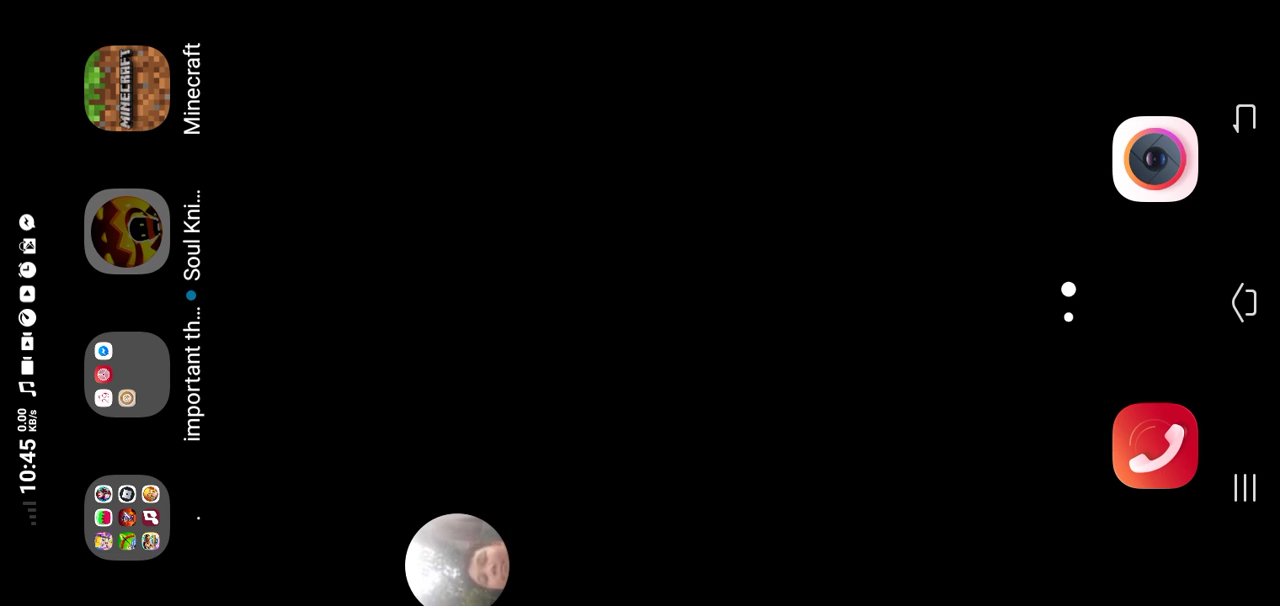 10:45 0.00 KB/s
.
important th...
Soul Kni...
Minecraft
MINECRAFT